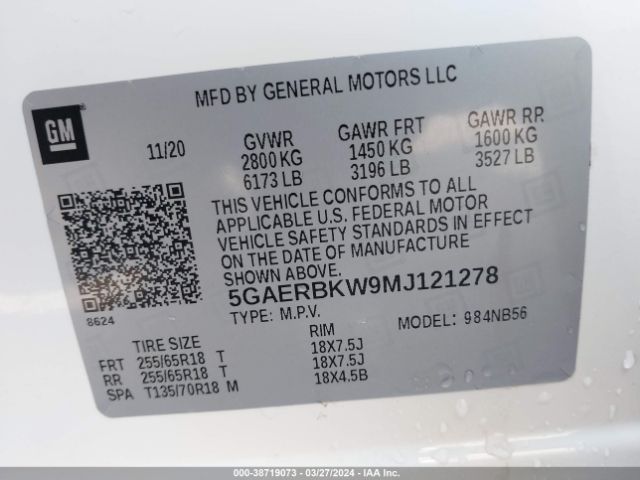 MFD BY GENERAL MOTORS LLC
GM
11/20
GVWR GAWR FRT GAWR RR
2800 KG 1450 KG 1600 KG
6173 LB 3196 LB 3527 LB
THIS VEHICLE CONFORMS TO ALL
APPLICABLE U.S. FEDERAL MOTOR
VEHICLE SAFETY STANDARDS IN EFFECT
ON THE DATE OF MANUFACTURE
SHOWN ABOVE.
8624
5GAERBKW9MJ121278
TYPE: M.P.V. MODEL: 984NB56
TIRE SIZE RIM
FRT 255/65R18 T 18X7.5J
RR 255/65R18 T 18X7.5J
SPA T135/70R18 M 18X4.5B
000-38719073 - 03/27/2024 - IAAI.COM